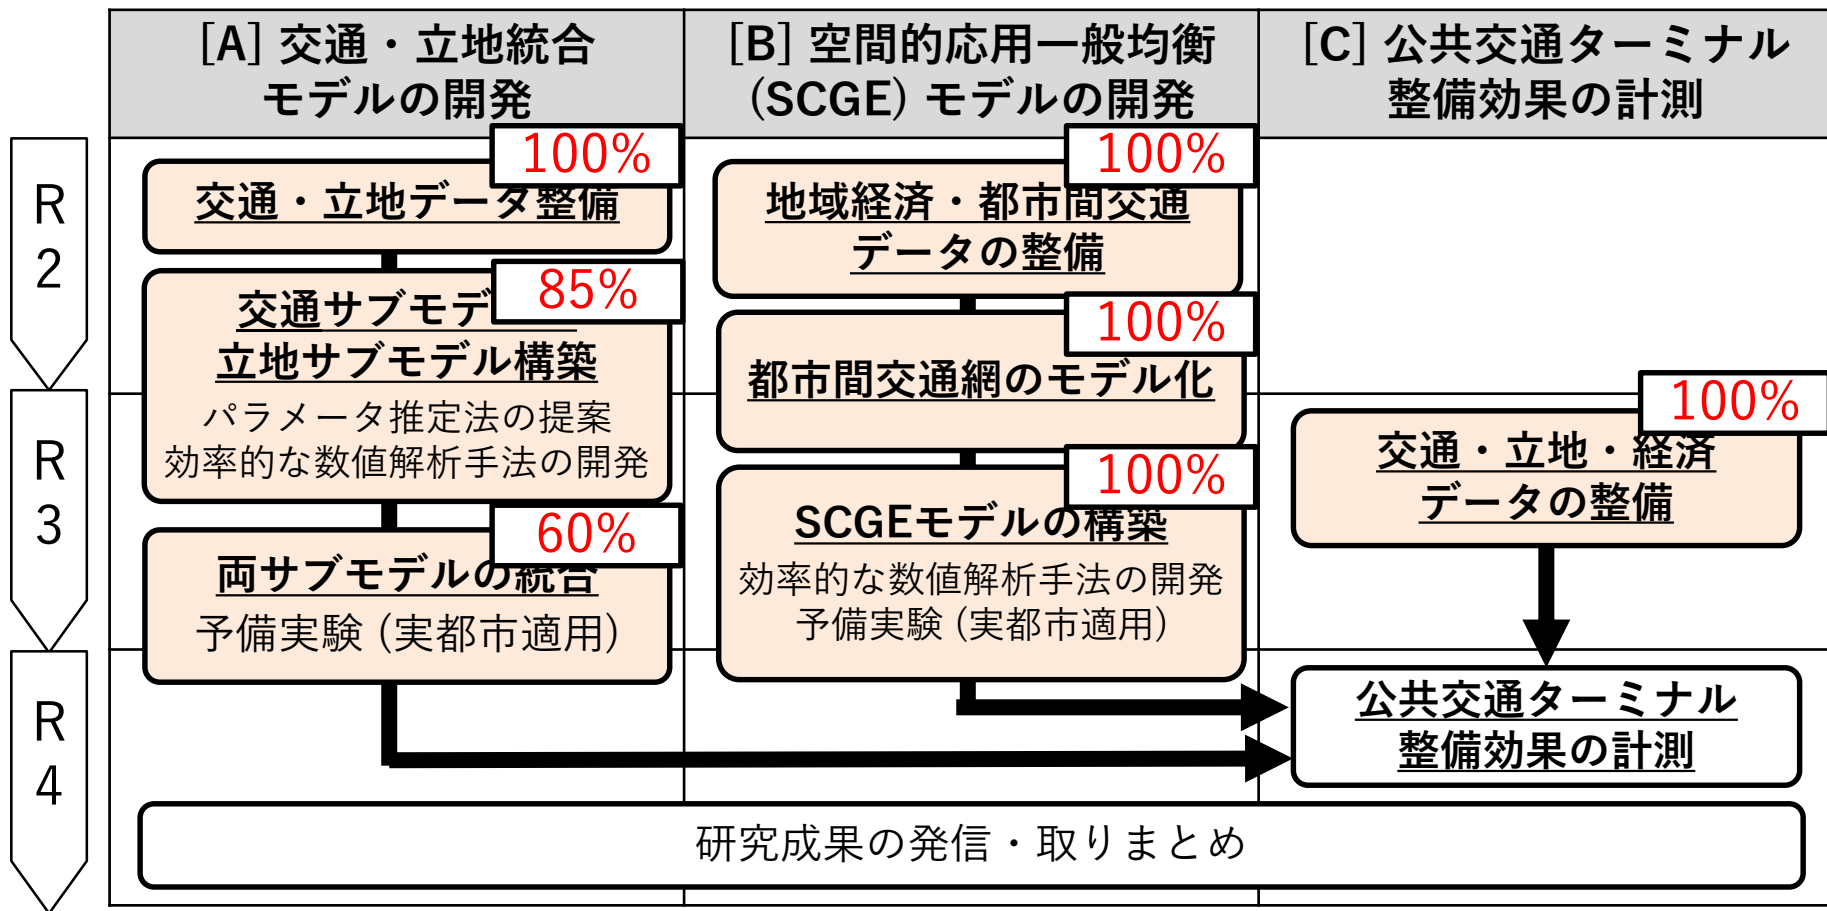 [A] 交通・立地統合
モデルの開発
[B] 空間的応用一般均衡
(SCGE) モデルの開発
[C] 公共交通ターミナル
整備効果の計測
R
2
R
3
R
4
100%
交通・立地データ整備
85%
交通サブモデ
立地サブモデル構築
パラメータ推定法の提案
効率的な数値解析手法の開発
60%
両サブモデルの統合
予備実験 (実都市適用)
100%
地域経済・都市間交通
データの整備
100%
都市間交通網のモデル化
100%
SCGEモデルの構築
効率的な数値解析手法の開発
予備実験 (実都市適用)
100%
交通・立地・経済
データの整備
公共交通ターミナル
整備効果の計測
研究成果の発信・取りまとめ